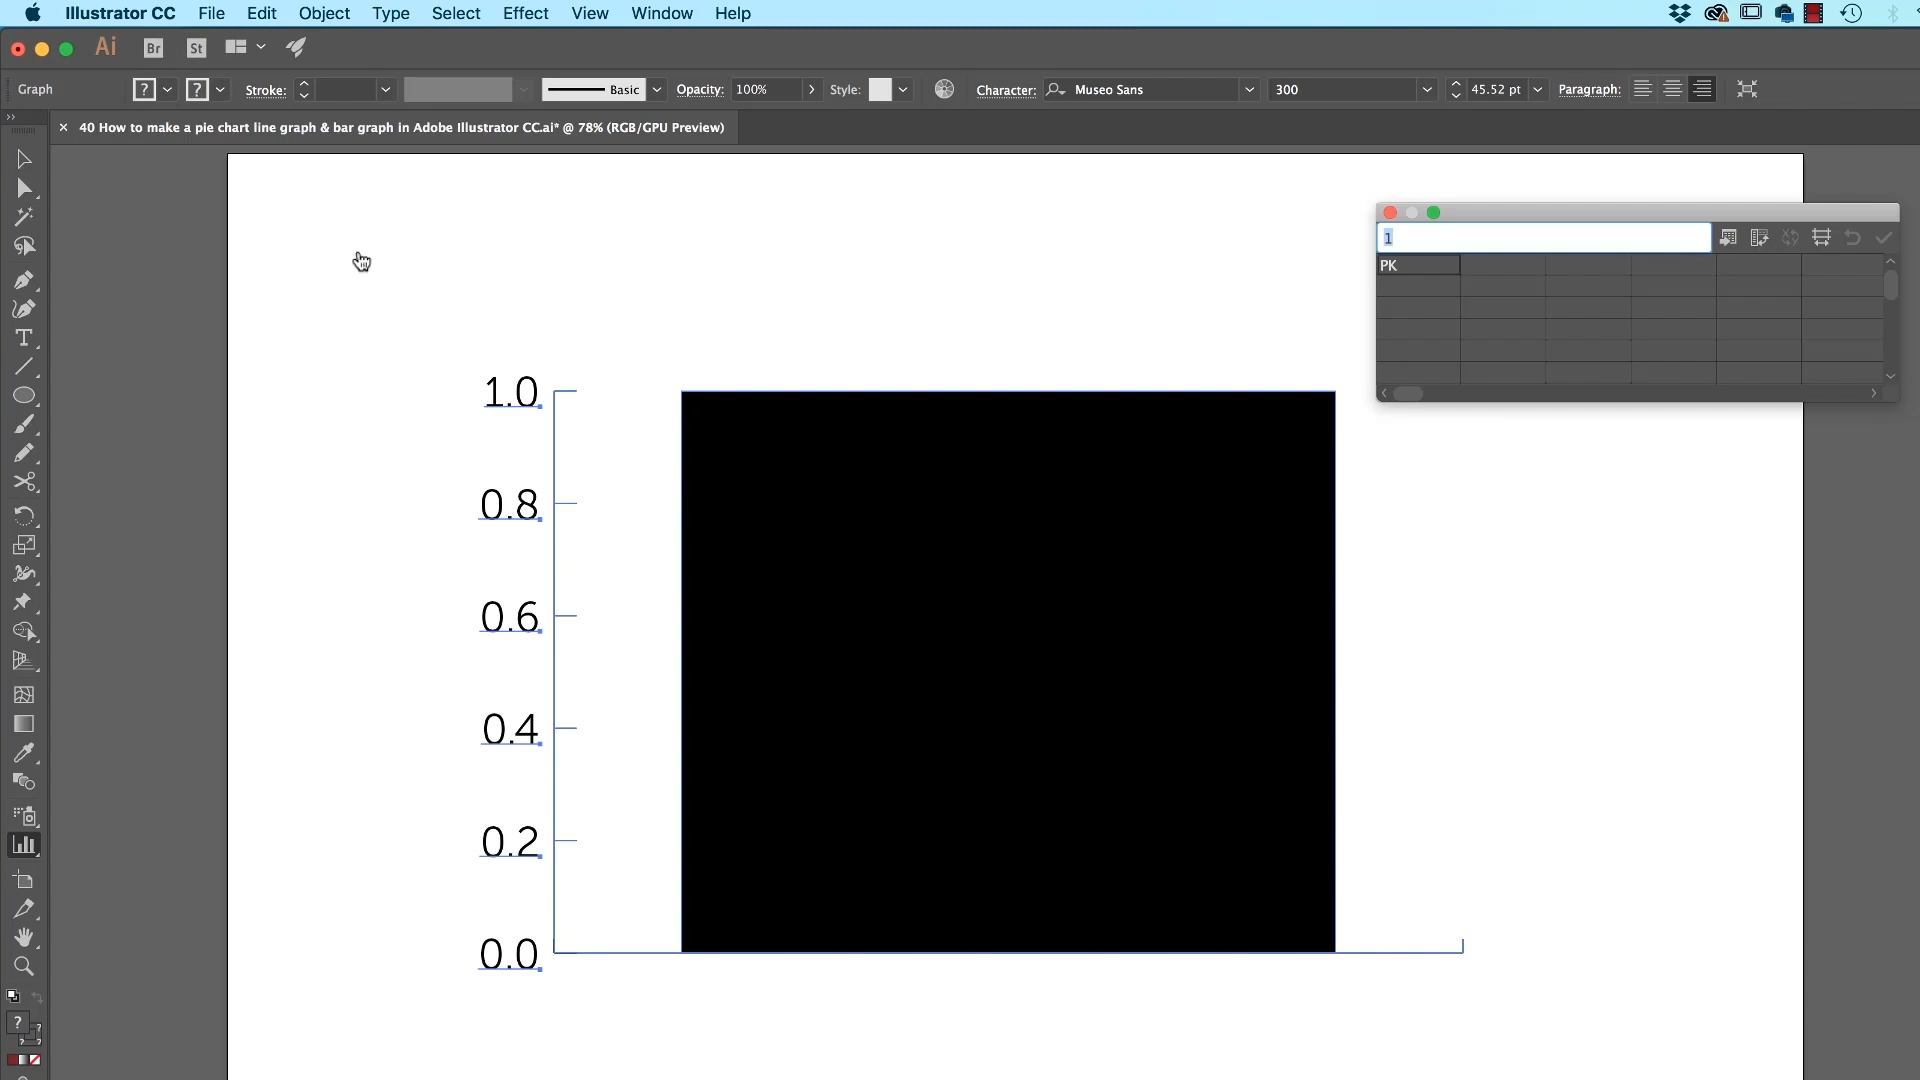 Illustrator CC File Edit Object Type Select Effect View Window Help
Ai Br St
Graph ? ? Stroke: Basic Opacity: 100% Style: Character: Museo Sans 300 45.52 pt Paragraph:
40 How to make a pie chart line graph & bar graph in Adobe Illustrator CC.ai* @ 78% (RGB/GPU Preview)
1
PK
1.0
0.8
0.6
0.4
0.2
0.0
?
?
? ?